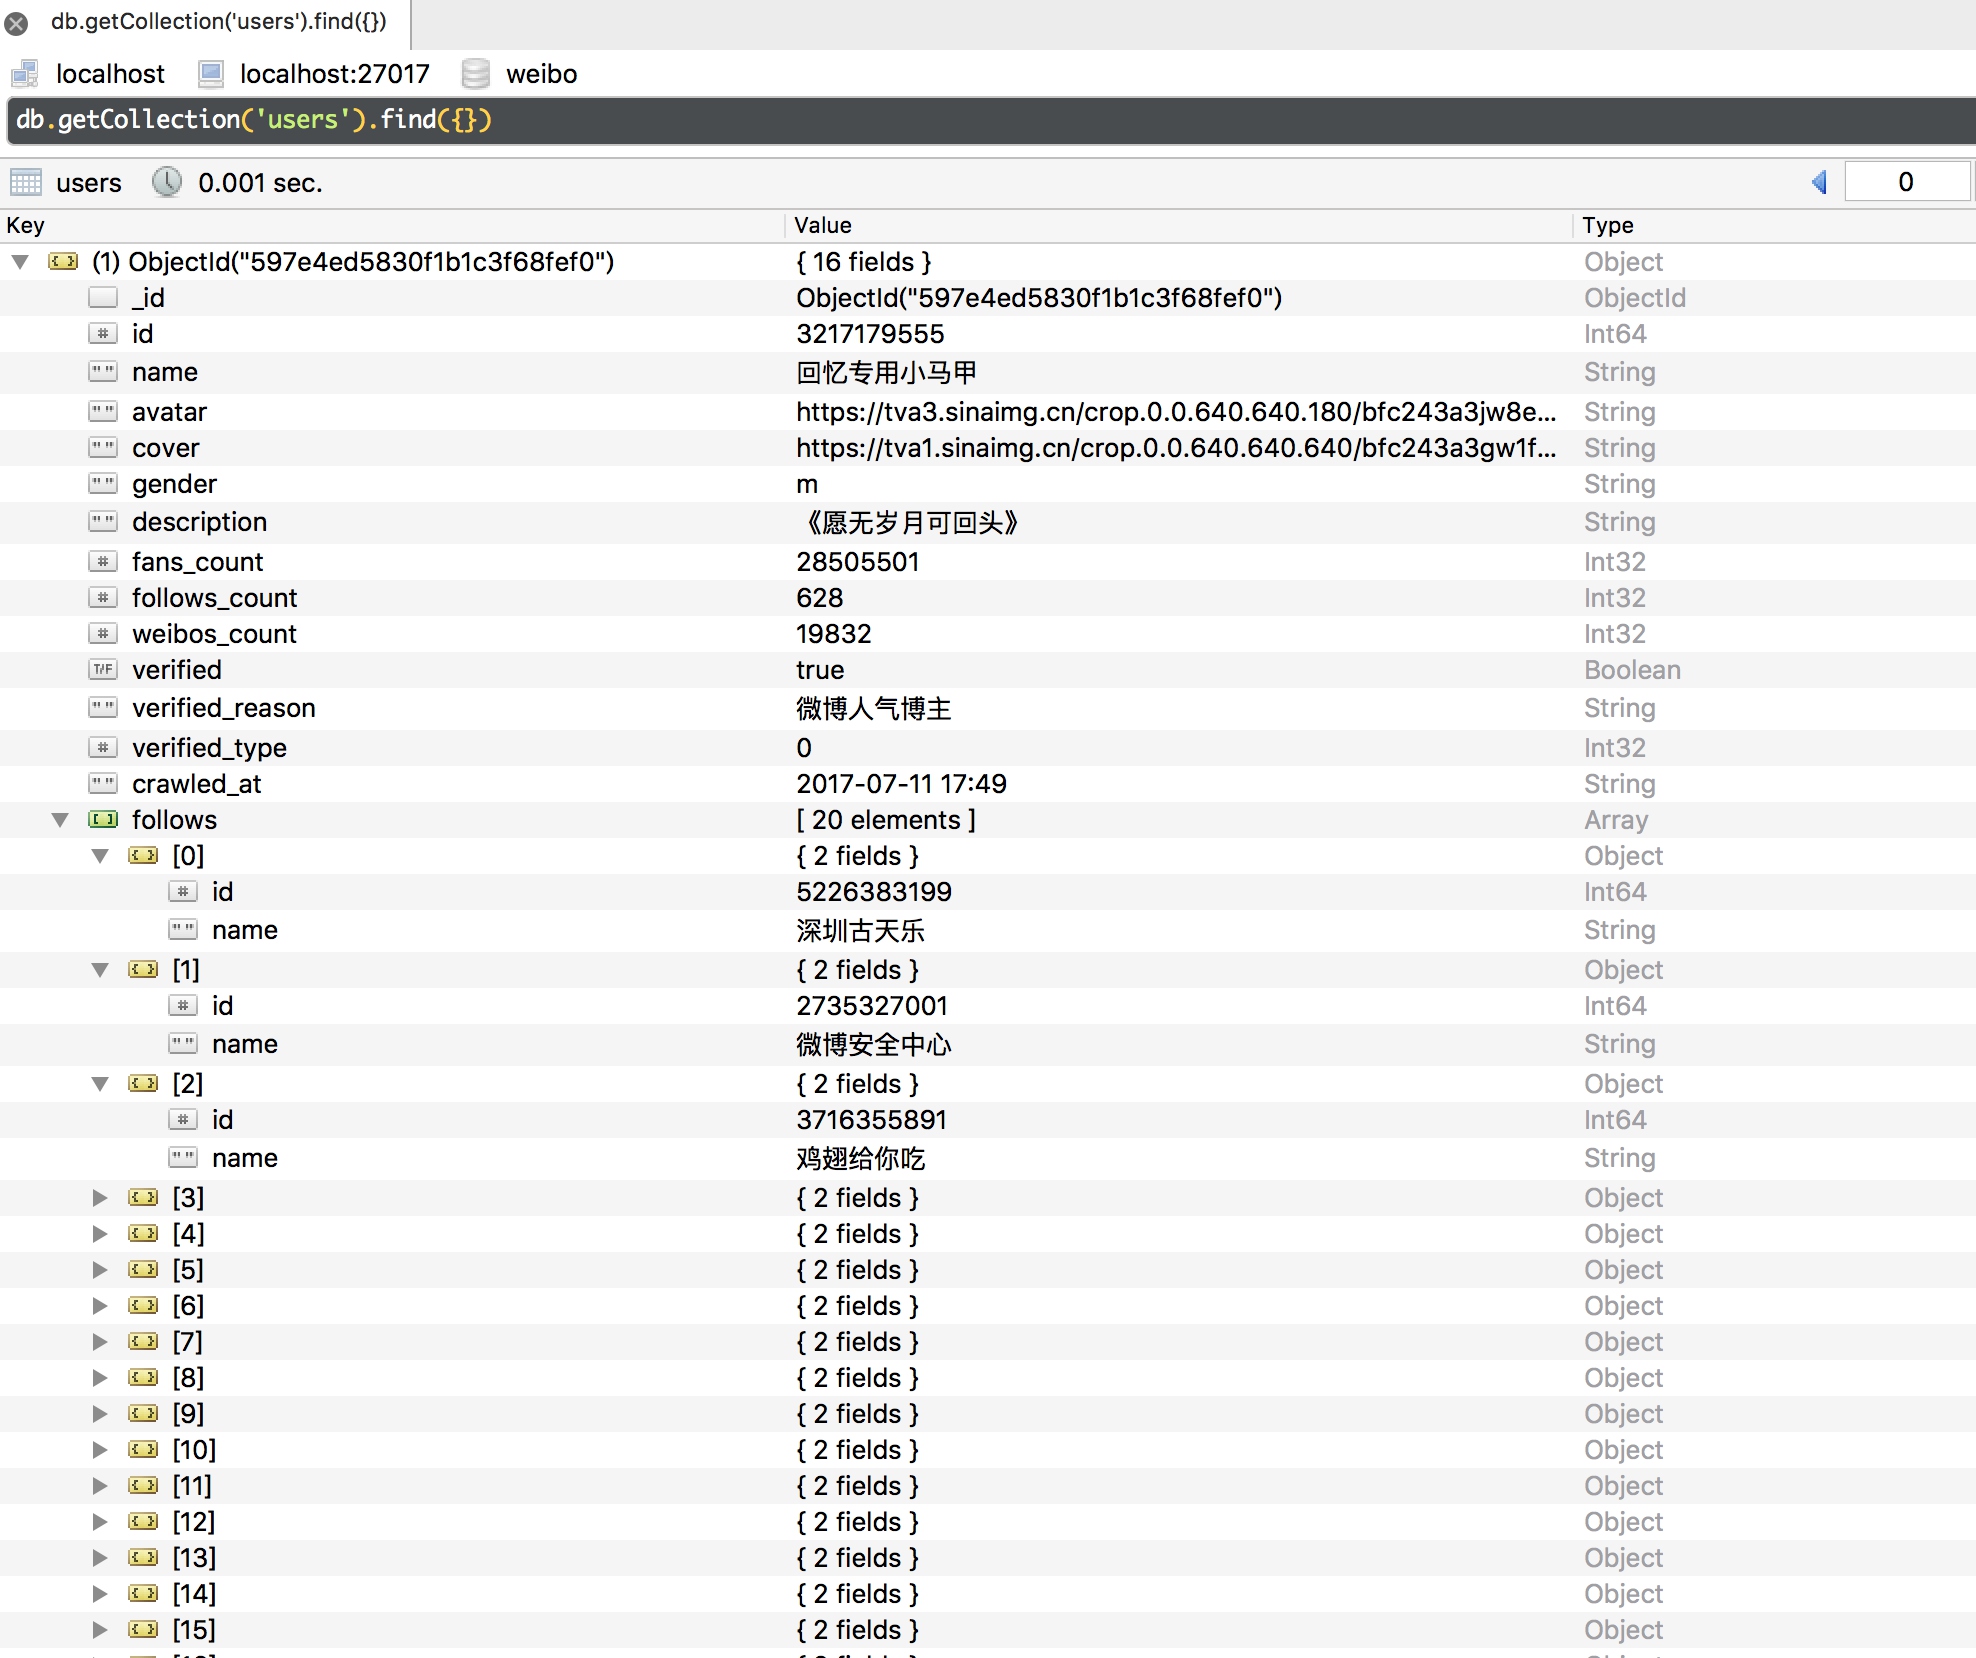 db.getCollection('users').find({})
localhost localhost:27017 weibo
db.getCollection('users').find({})
users 0.001 sec. 0
Key Value Type
(1) ObjectId("597e4ed5830f1b1c3f68fef0") { 16 fields } Object
_id ObjectId("597e4ed5830f1b1c3f68fef0") ObjectId
# id 3217179555 Int64
"" name 回忆专用小马甲 String
"" avatar https://tva3.sinaimg.cn/crop.0.0.640.640.180/bfc243a3jw8e... String
"" cover https://tva1.sinaimg.cn/crop.0.0.640.640.640/bfc243a3gw1f... String
"" gender m String
"" description 《愿无岁月可回头》 String
# fans_count 28505501 Int32
# follows_count 628 Int32
# weibos_count 19832 Int32
T/F verified true Boolean
"" verified_reason 微博人气博主 String
# verified_type 0 Int32
"" crawled_at 2017-07-11 17:49 String
follows [ 20 elements ] Array
[0] { 2 fields } Object
# id 5226383199 Int64
"" name 深圳古天乐 String
[1] { 2 fields } Object
# id 2735327001 Int64
"" name 微博安全中心 String
[2] { 2 fields } Object
# id 3716355891 Int64
"" name 鸡翅给你吃 String
[3] { 2 fields } Object
[4] { 2 fields } Object
[5] { 2 fields } Object
[6] { 2 fields } Object
[7] { 2 fields } Object
[8] { 2 fields } Object
[9] { 2 fields } Object
[10] { 2 fields } Object
[11] { 2 fields } Object
[12] { 2 fields } Object
[13] { 2 fields } Object
[14] { 2 fields } Object
[15] { 2 fields } Object